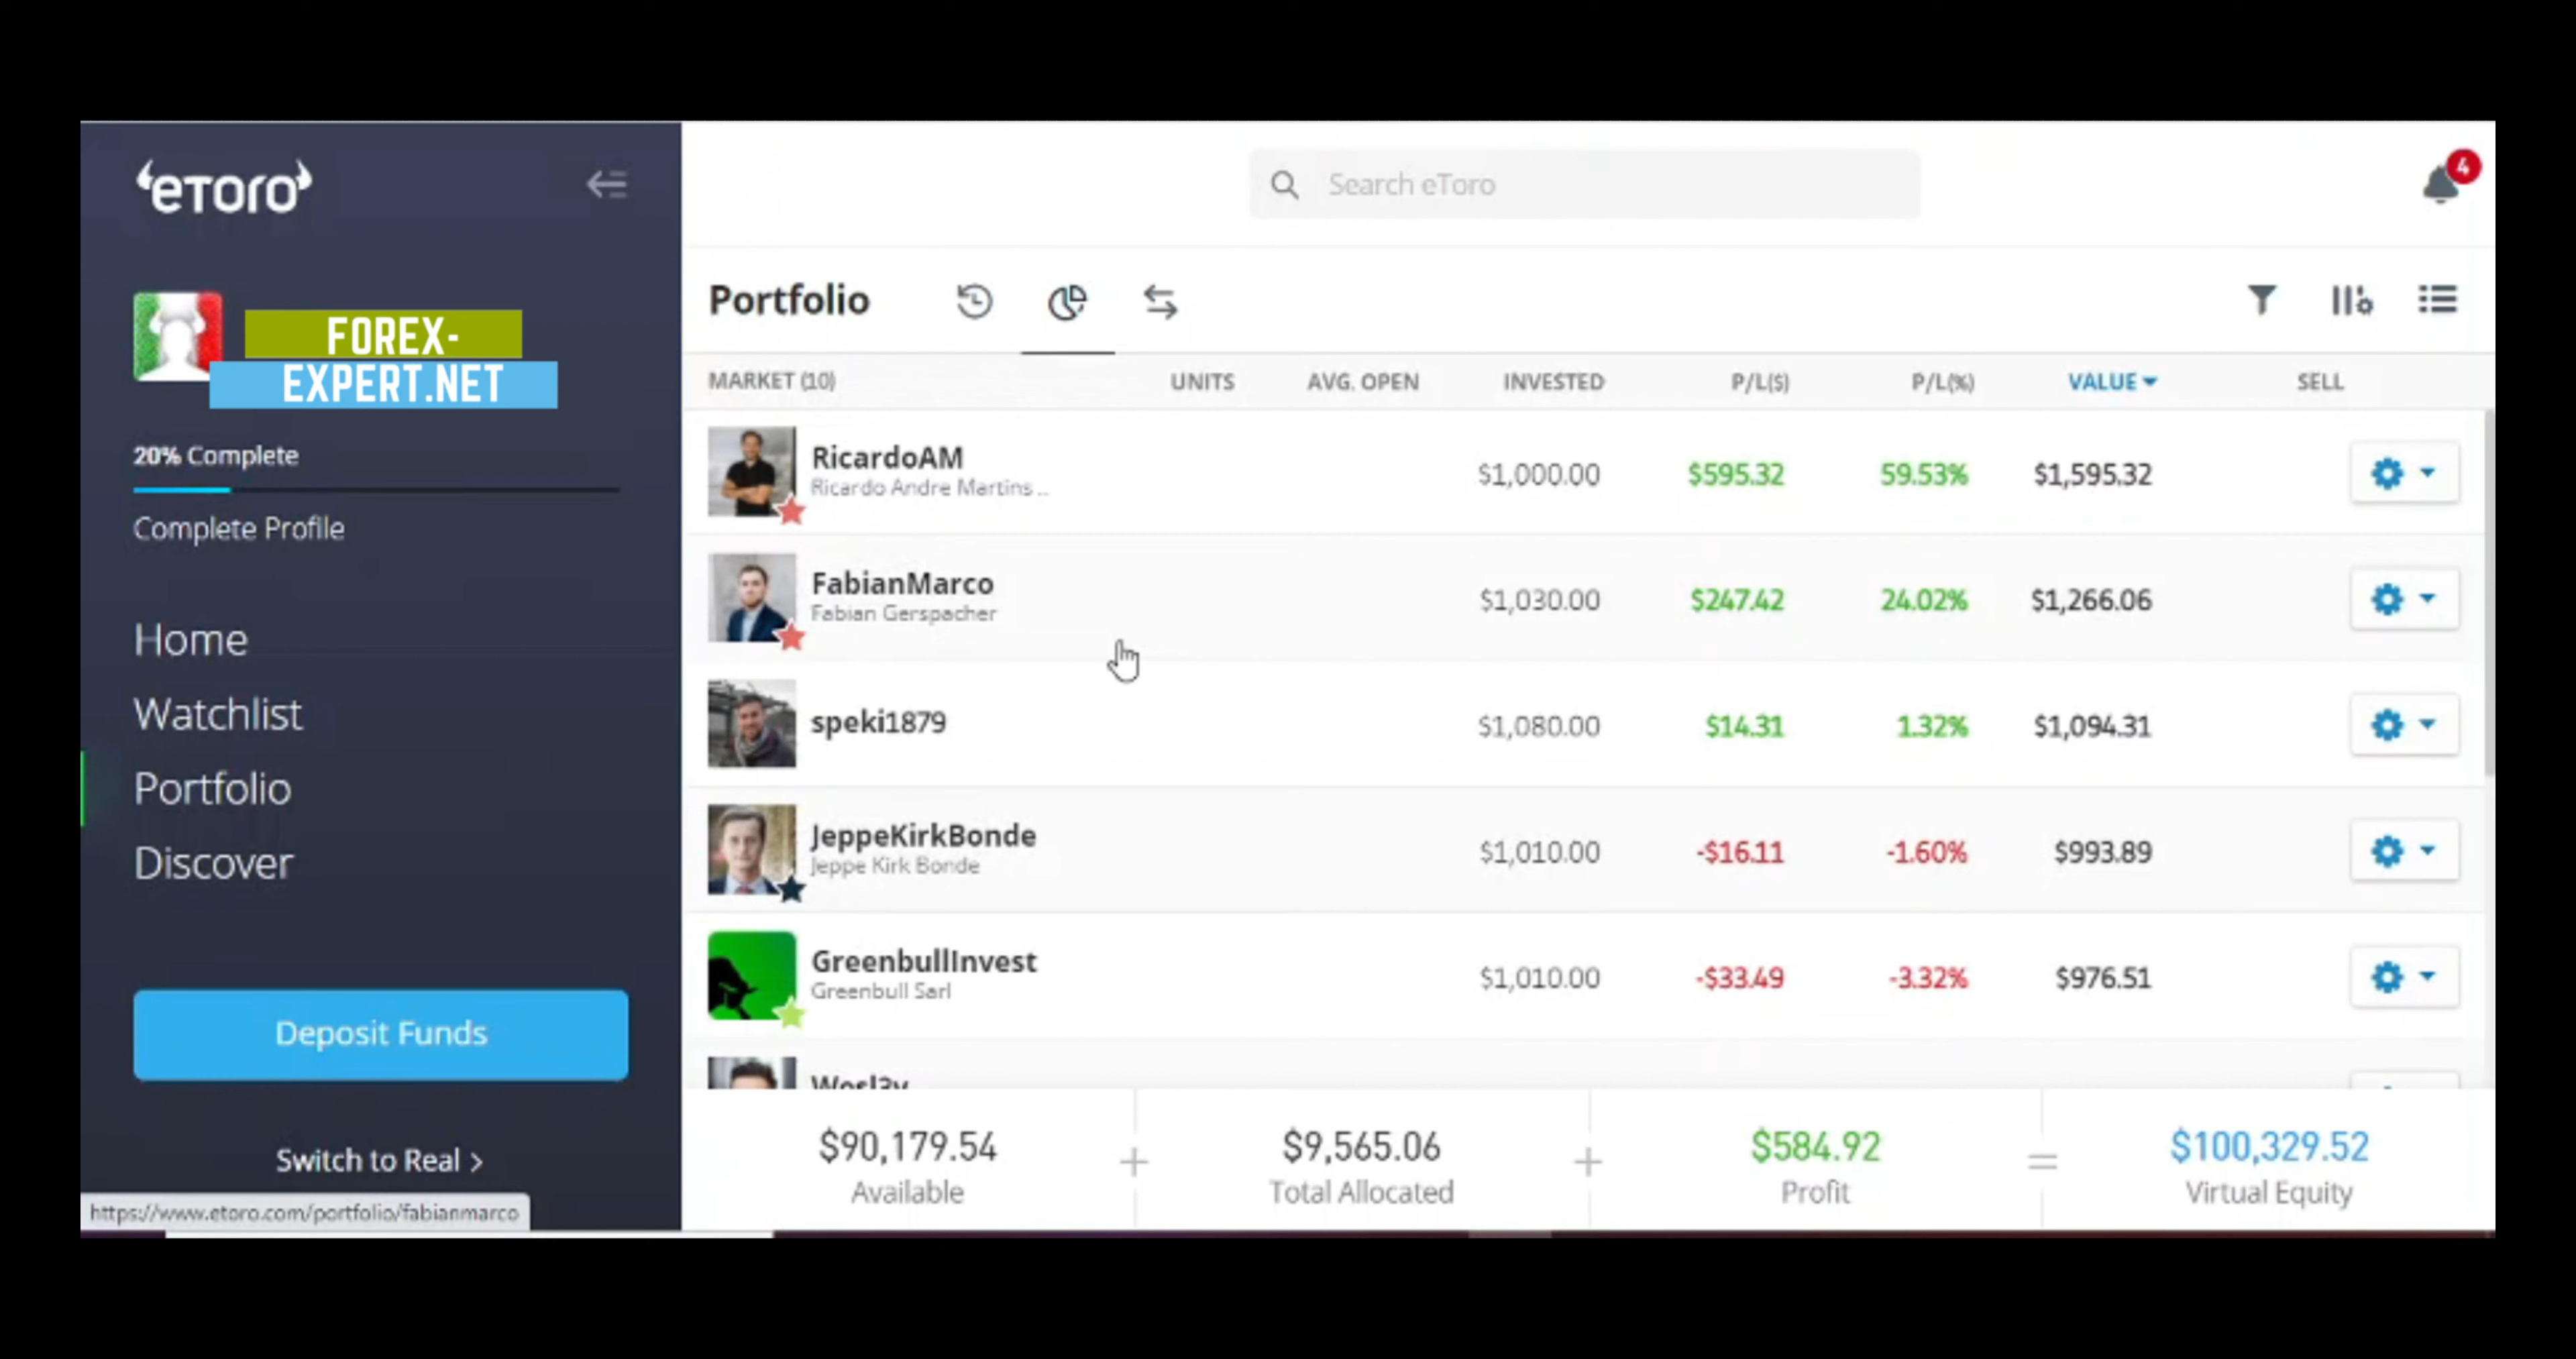 eToro
Search eToro
4
Portfolio
FOREX-
EXPERT.NET
MARKET (10) UNITS AVG. OPEN INVESTED P/L($) P/L(%) VALUE SELL
20% Complete
Complete Profile
Home
Watchlist
Portfolio
Discover
Deposit Funds
Switch to Real >
https://www.etoro.com/portfolio/fabianmarco
RicardoAM
Ricardo Andre Martins ..
$1,000.00 $595.32 59.53% $1,595.32
FabianMarco
Fabian Gerspacher
$1,030.00 $247.42 24.02% $1,266.06
speki1879
$1,080.00 $14.31 1.32% $1,094.31
JeppeKirkBonde
Jeppe Kirk Bonde
$1,010.00 -$16.11 -1.60% $993.89
GreenbullInvest
Greenbull Sarl
$1,010.00 -$33.49 -3.32% $976.51
$90,179.54 + $9,565.06 + $584.92 = $100,329.52
Available Total Allocated Profit Virtual Equity